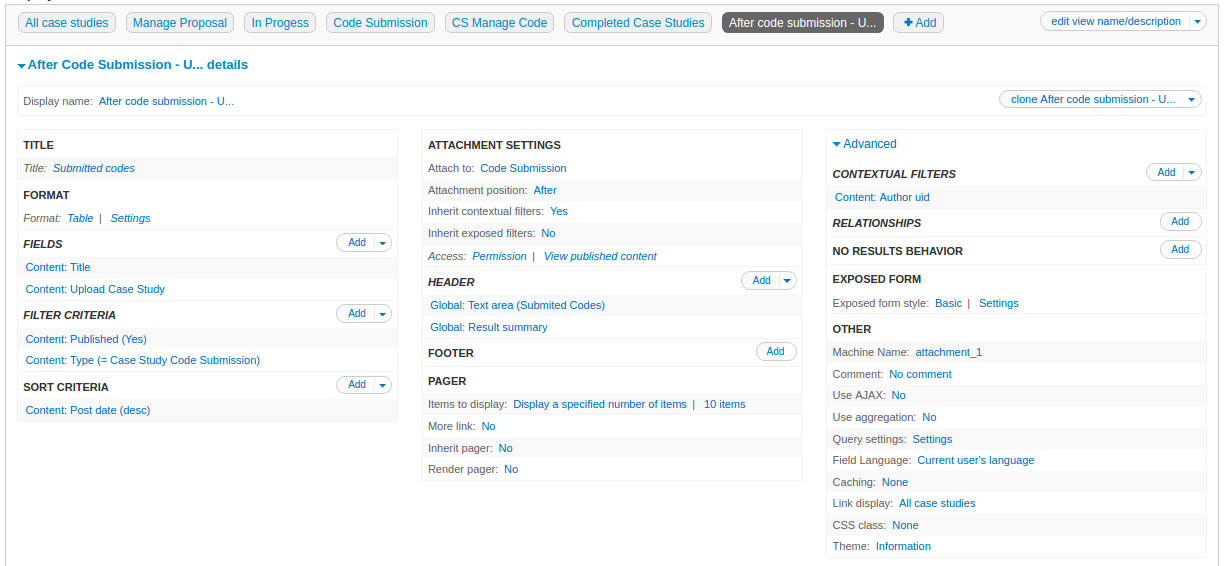 All case studies Manage Proposal In Progess Code Submission CS Manage Code Completed Case Studies After code submission - U... Add edit view name/description
After Code Submission - U... details
Display name: After code submission - U... clone After code submission - U...
TITLE
Title: Submitted codes
FORMAT
Format: Table | Settings
FIELDS Add
Content: Title
Content: Upload Case Study
FILTER CRITERIA Add
Content: Published (Yes)
Content: Type (= Case Study Code Submission)
SORT CRITERIA Add
Content: Post date (desc)
ATTACHMENT SETTINGS
Attach to: Code Submission
Attachment position: After
Inherit contextual filters: Yes
Inherit exposed filters: No
Access: Permission | View published content
HEADER Add
Global: Text area (Submited Codes)
Global: Result summary
FOOTER Add
PAGER
Items to display: Display a specified number of items | 10 items
More link: No
Inherit pager: No
Render pager: No
Advanced
CONTEXTUAL FILTERS Add
Content: Author uid
RELATIONSHIPS Add
NO RESULTS BEHAVIOR Add
EXPOSED FORM
Exposed form style: Basic | Settings
OTHER
Machine Name: attachment_1
Comment: No comment
Use AJAX: No
Use aggregation: No
Query settings: Settings
Field Language: Current user's language
Caching: None
Link display: All case studies
CSS class: None
Theme: Information